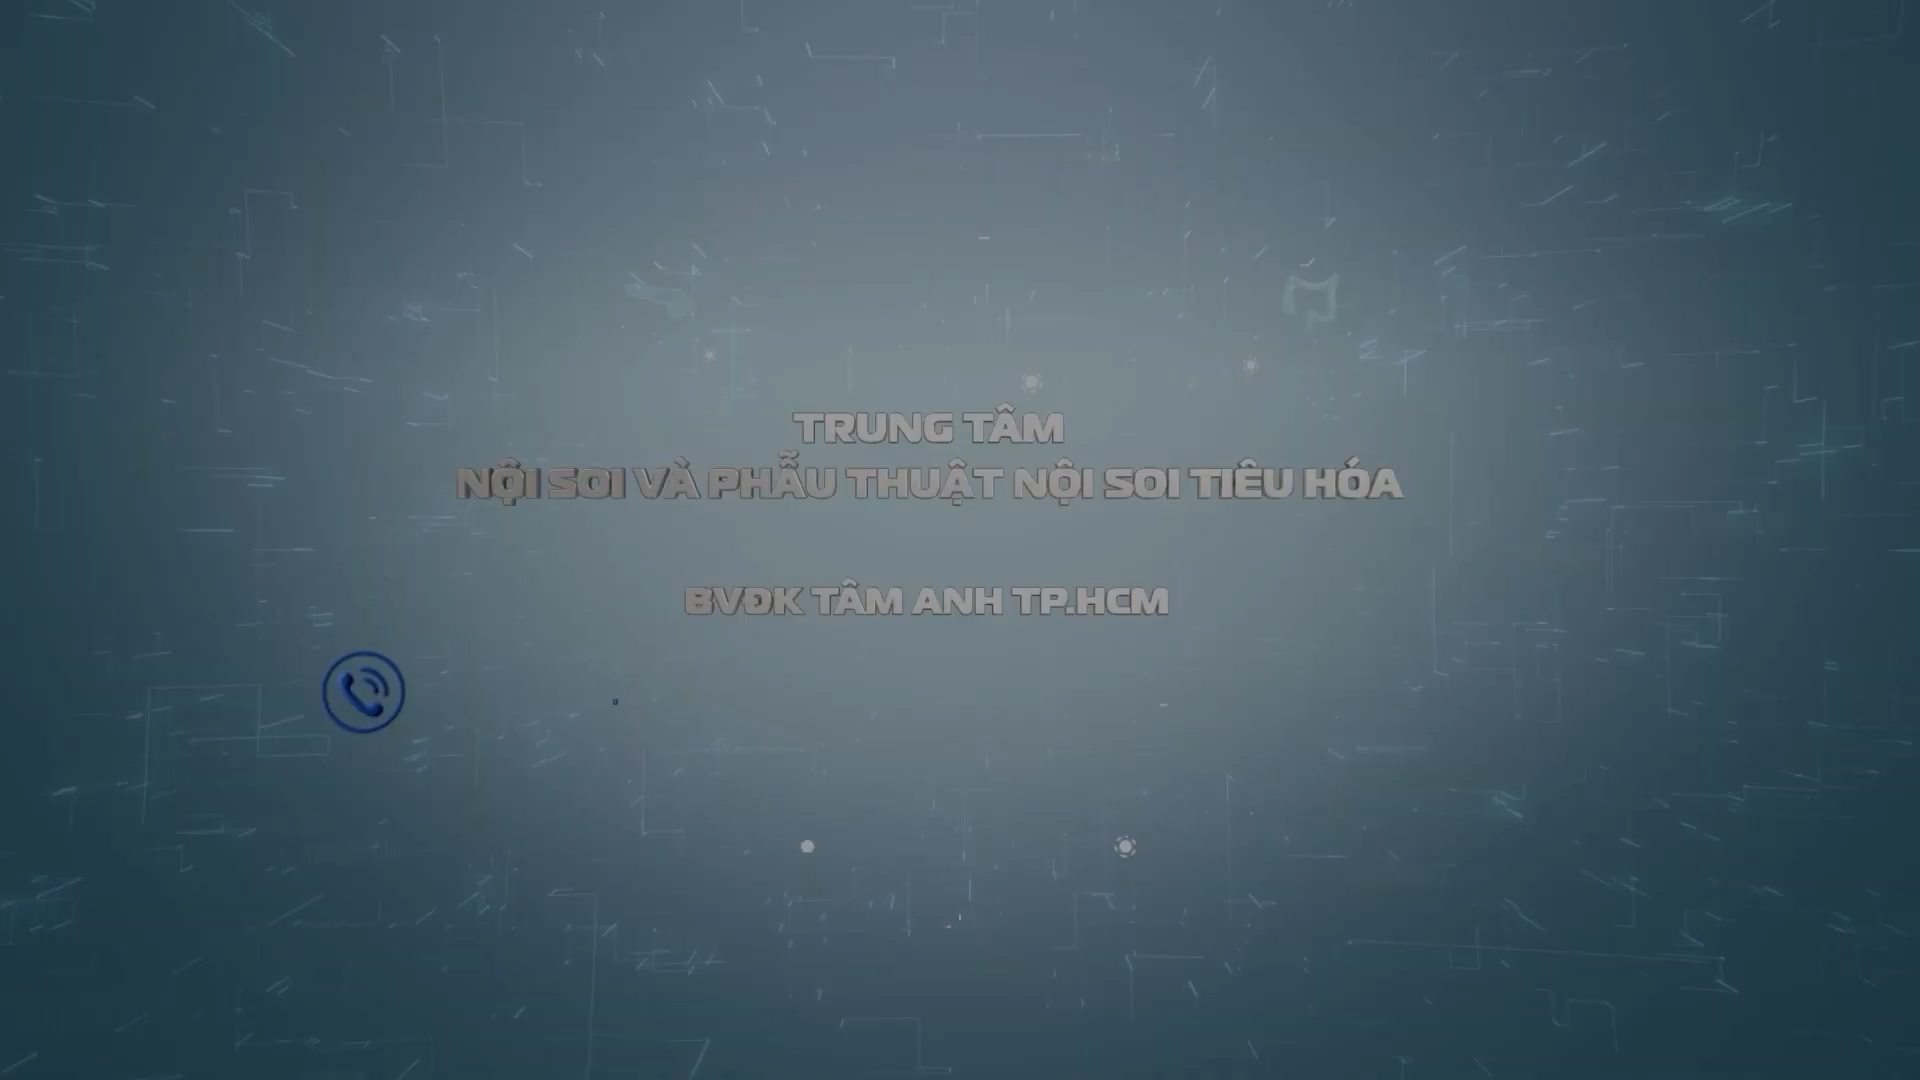 TRUNG TÂM
NỘI SOI VÀ PHẪU THUẬT NỘI SOI TIÊU HÓA
BVĐK TÂM ANH TP.HCM